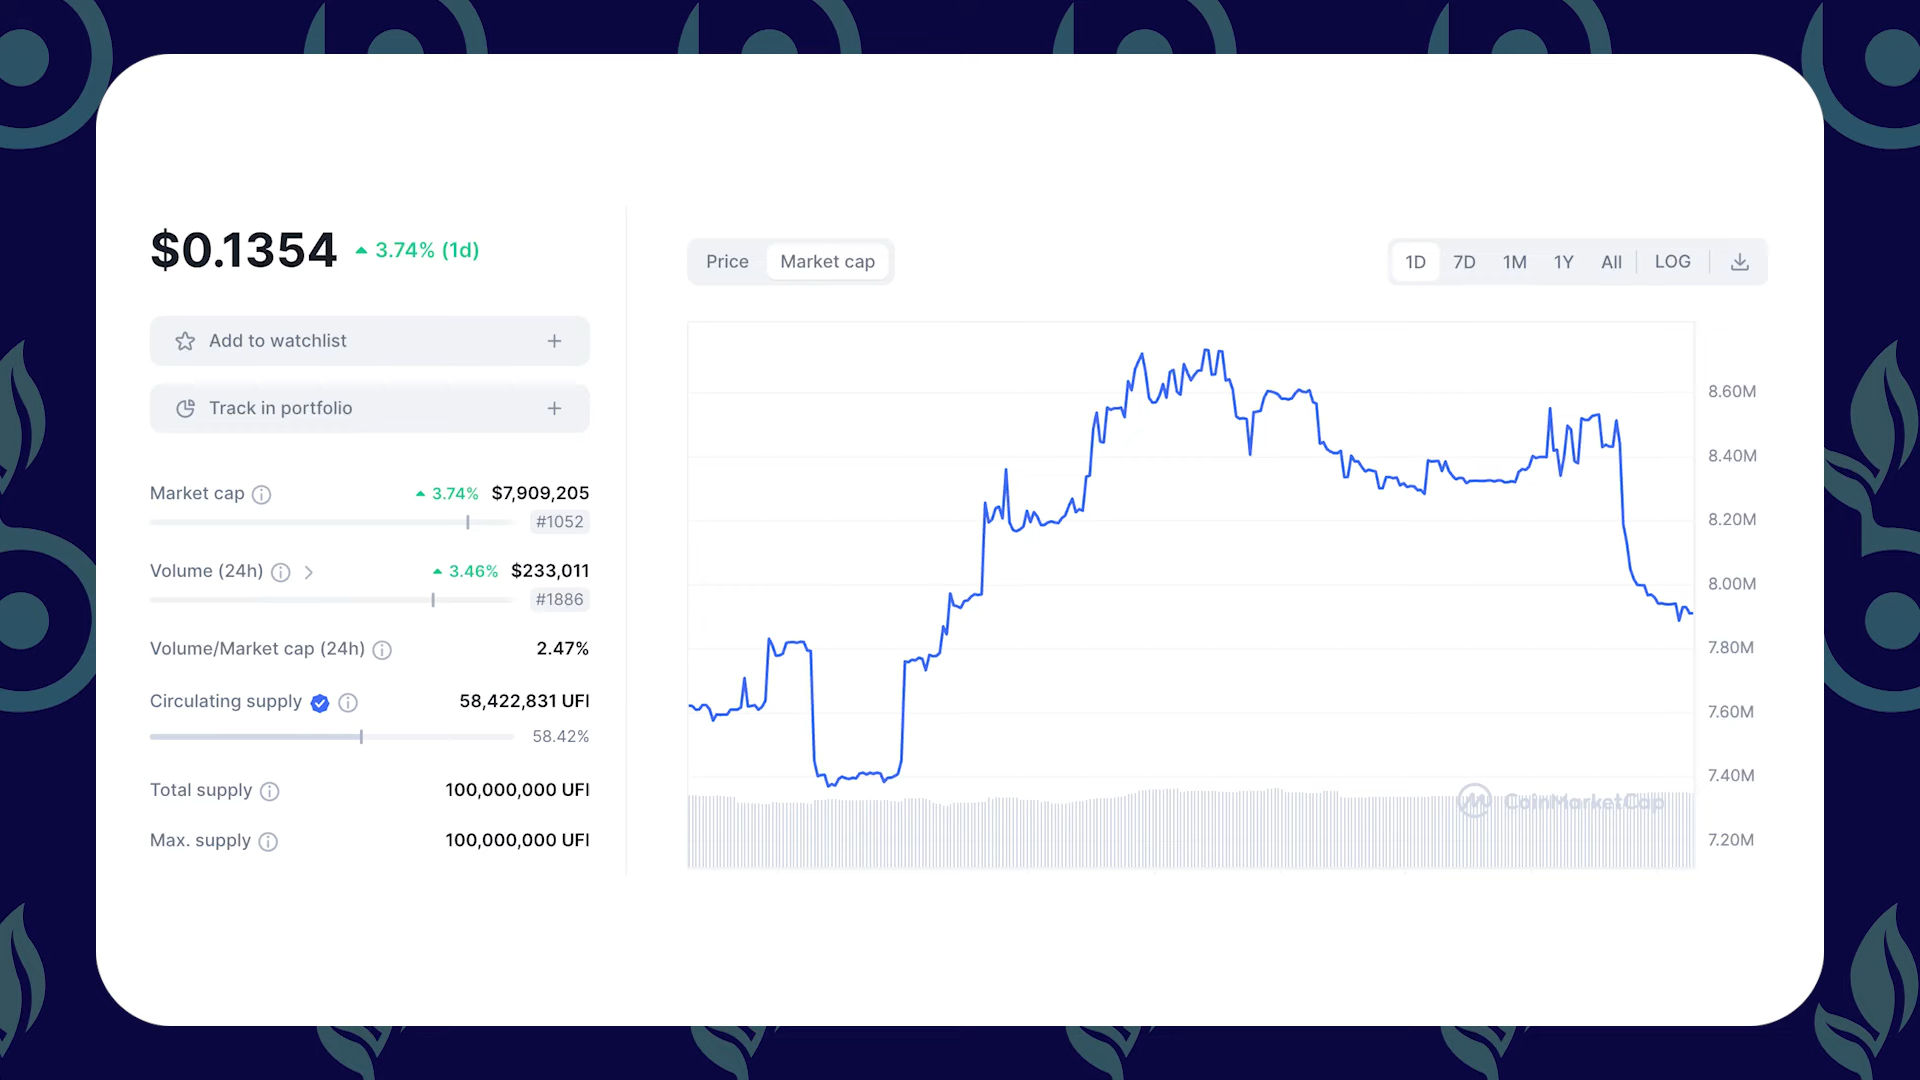 $0.1354 3.74% (1d)
Add to watchlist
Track in portfolio
Market cap 3.74% $7,909,205
#1052
Volume (24h) 3.46% $233,011
#1886
Volume/Market cap (24h) 2.47%
Circulating supply 58,422,831 UFI
58.42%
Total supply 100,000,000 UFI
Max. supply 100,000,000 UFI
Price Market cap
1D 7D 1M 1Y All LOG
8.60M
8.40M
8.20M
8.00M
7.80M
7.60M
7.40M
CoinMarketCap
7.20M